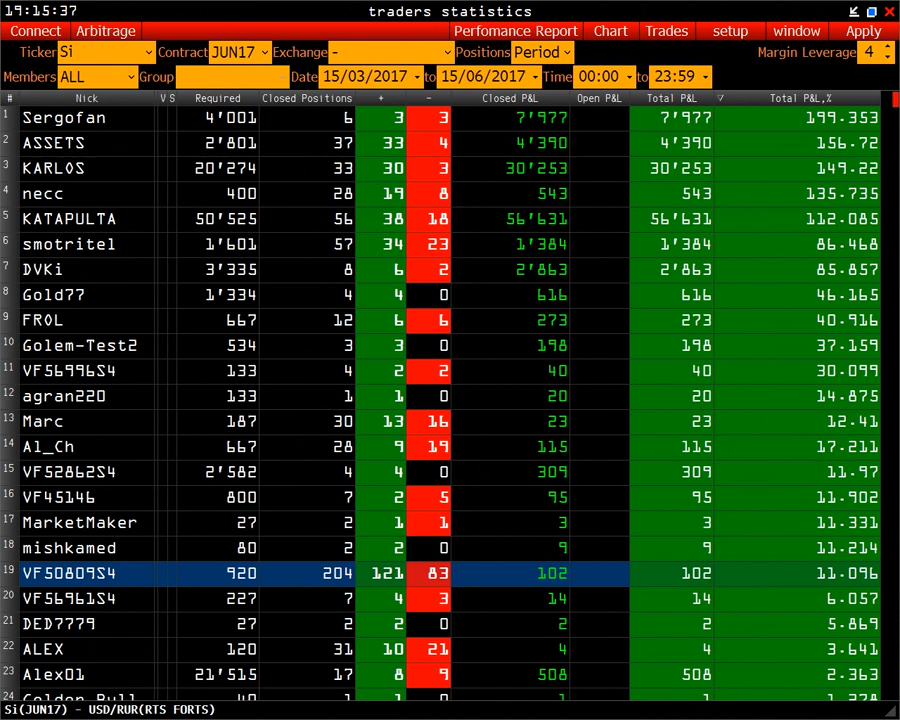 19:15:37 traders statistics
Connect Arbitrage Perfomance Report Chart Trades setup window Apply
Ticker Si Contract JUN17 Exchange - Positions Period Margin Leverage 4
Members ALL Group Date 15/03/2017 to 15/06/2017 Time 00:00 to 23:59
# Nick V S Required Closed Positions + - Closed P&L Open P&L Total P&L ▽ Total P&L,%
1 Sergofan 4'001 6 3 3 7'977 7'977 199.353
2 ASSETS 2'801 37 33 4 4'390 4'390 156.72
3 KARLOS 20'274 33 30 3 30'253 30'253 149.22
4 necc 400 28 19 8 543 543 135.735
5 KATAPULTA 50'525 56 38 18 56'631 56'631 112.085
6 smotritel 1'601 57 34 23 1'384 1'384 86.468
7 DVKi 3'335 8 6 2 2'863 2'863 85.857
8 Gold77 1'334 4 4 0 616 616 46.165
9 FROL 667 12 6 6 273 273 40.916
10 Golem-Test2 534 3 3 0 198 198 37.159
11 VF56996S4 133 4 2 2 40 40 30.099
12 agran220 133 1 1 0 20 20 14.875
13 Marc 187 30 13 16 23 23 12.41
14 Al_Ch 667 28 9 19 115 115 17.211
15 VF52862S4 2'582 4 4 0 309 309 11.97
16 VF45146 800 7 2 5 95 95 11.902
17 MarketMaker 27 2 1 1 3 3 11.331
18 mishkamed 80 2 2 0 9 9 11.214
19 VF50809S4 920 204 121 83 102 102 11.096
20 VF56961S4 227 7 4 3 14 14 6.057
21 DED7779 27 2 2 0 2 2 5.869
22 ALEX 120 31 10 21 4 4 3.641
23 Alex01 21'515 17 8 9 508 508 2.363
24 Golden Bull 40 1 1 0 1 1 1.378
Si(JUN17) - USD/RUR(RTS FORTS)